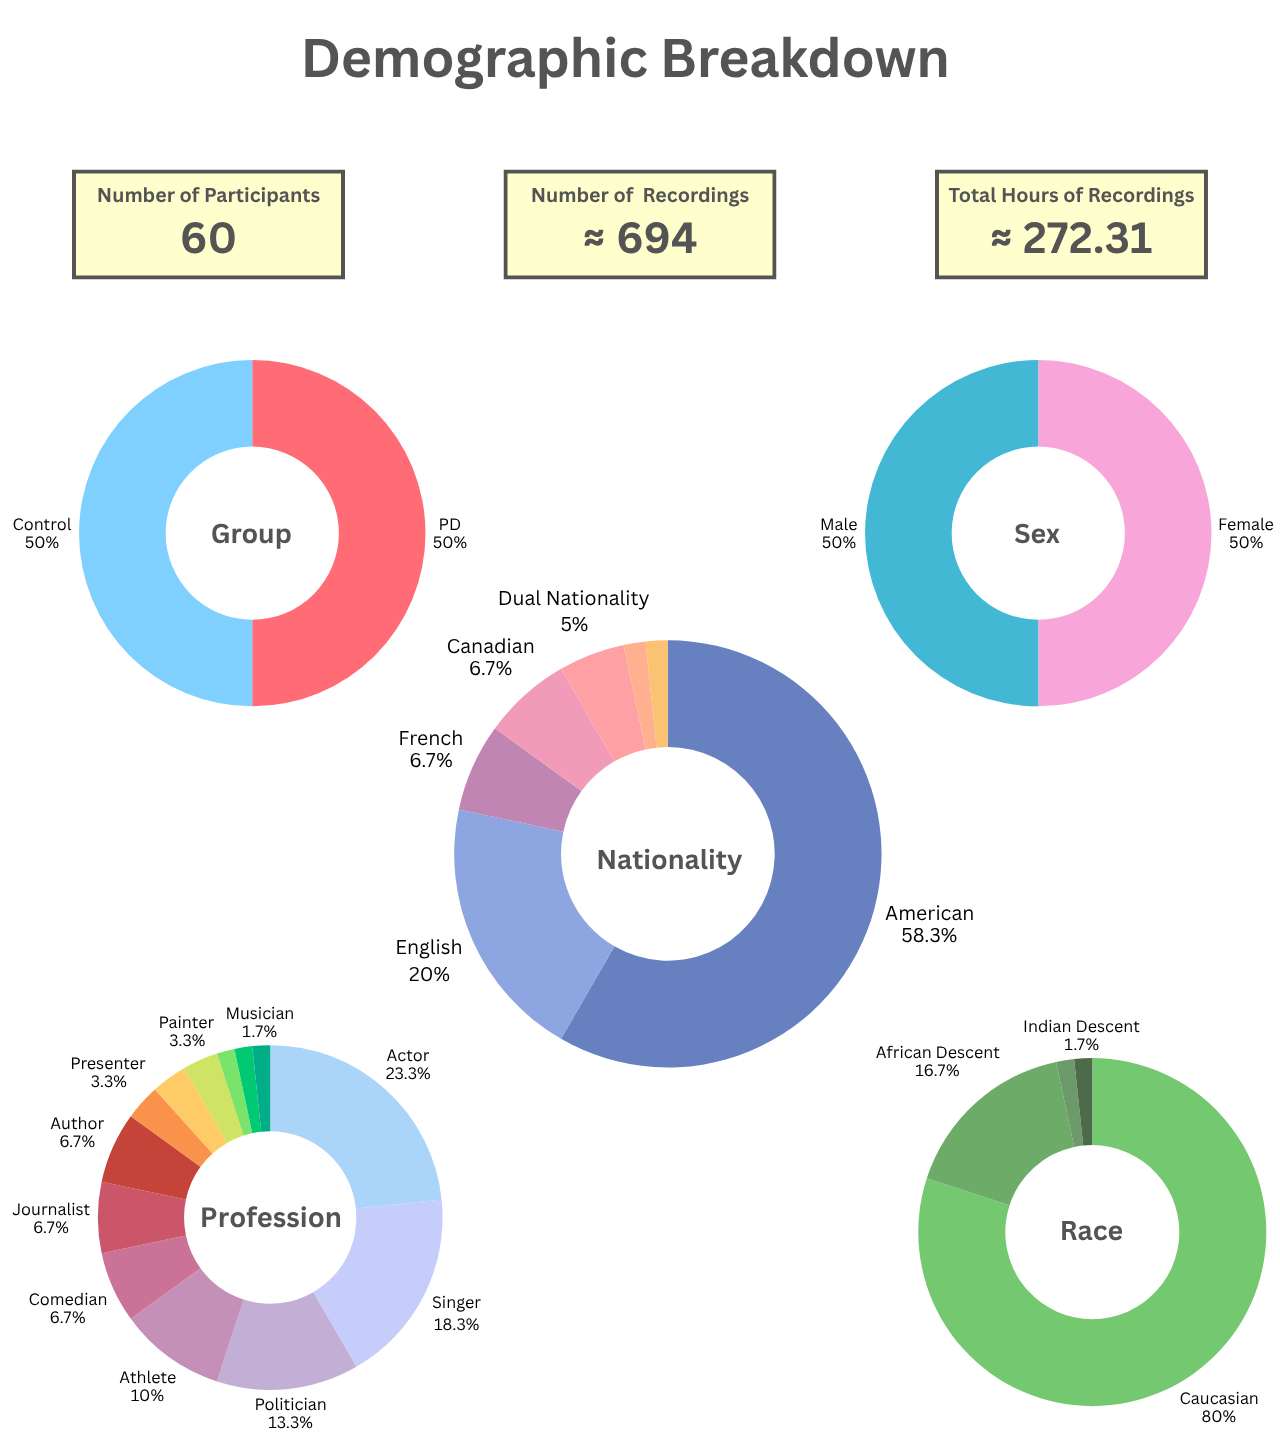 Demographic Breakdown
Number of Participants
60
Number of Recordings
≈ 694
Total Hours of Recordings
≈ 272.31
Control
50%
Group
PD
50%
Male
50%
Sex
Female
50%
Dual Nationality
5%
Canadian
6.7%
French
6.7%
English
20%
Nationality
American
58.3%
Musician
1.7%
Painter
3.3%
Presenter
3.3%
Author
6.7%
Journalist
6.7%
Comedian
6.7%
Athlete
10%
Politician
13.3%
Singer
18.3%
Actor
23.3%
Profession
Indian Descent
1.7%
African Descent
16.7%
Race
Caucasian
80%